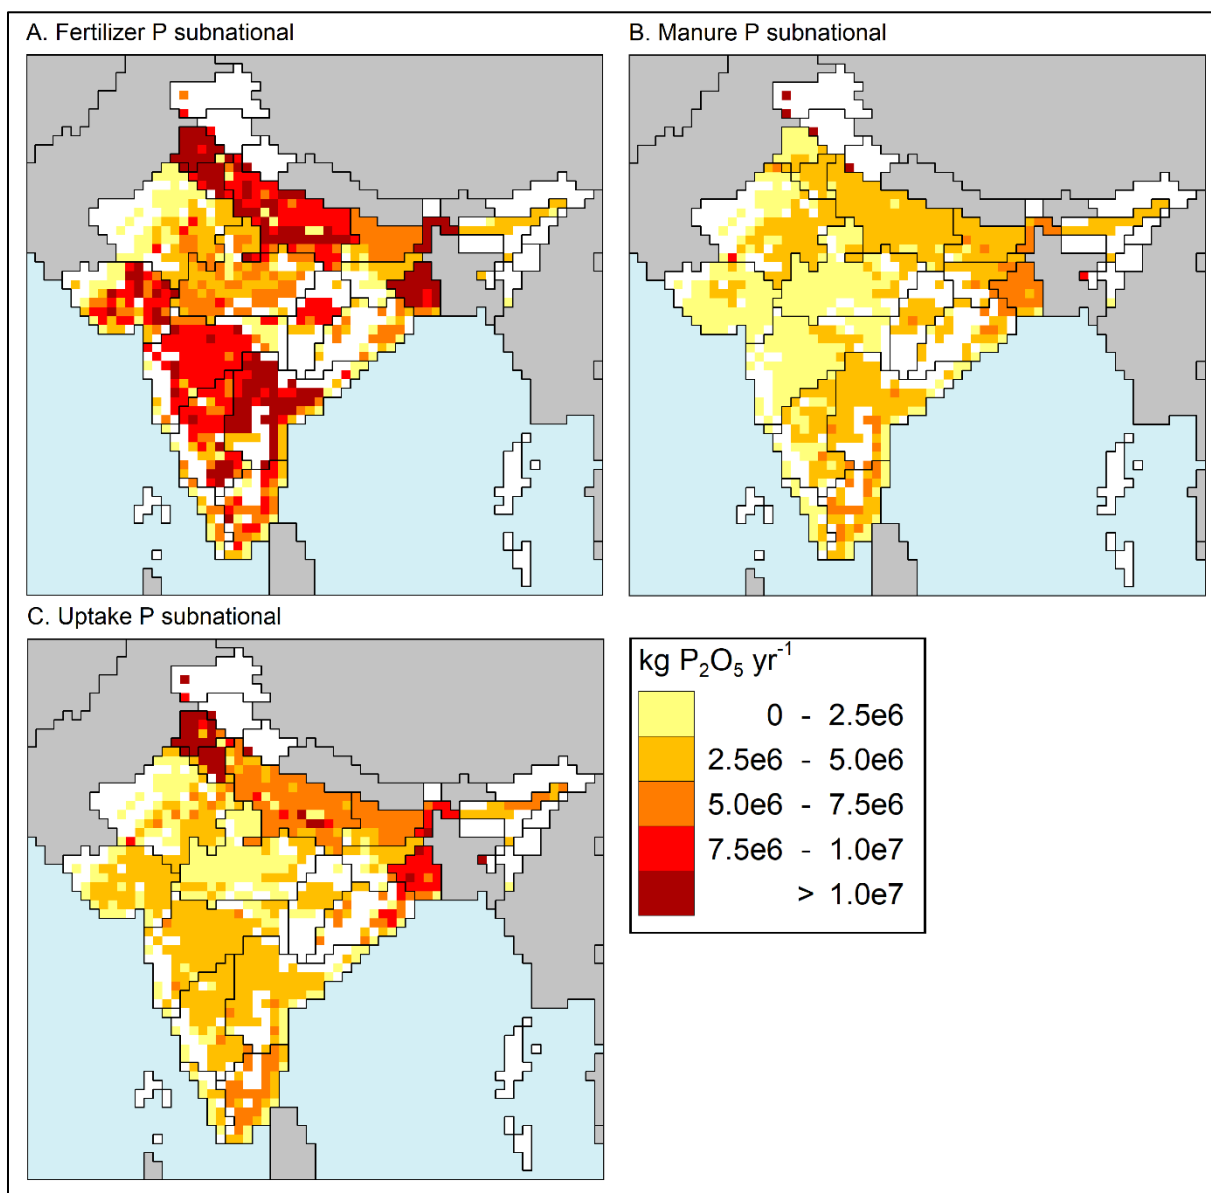 A. Fertilizer P subnational
B. Manure P subnational
C. Uptake P subnational
kg P₂O₅ yr⁻¹
0 - 2.5e6
2.5e6 - 5.0e6
5.0e6 - 7.5e6
7.5e6 - 1.0e7
> 1.0e7